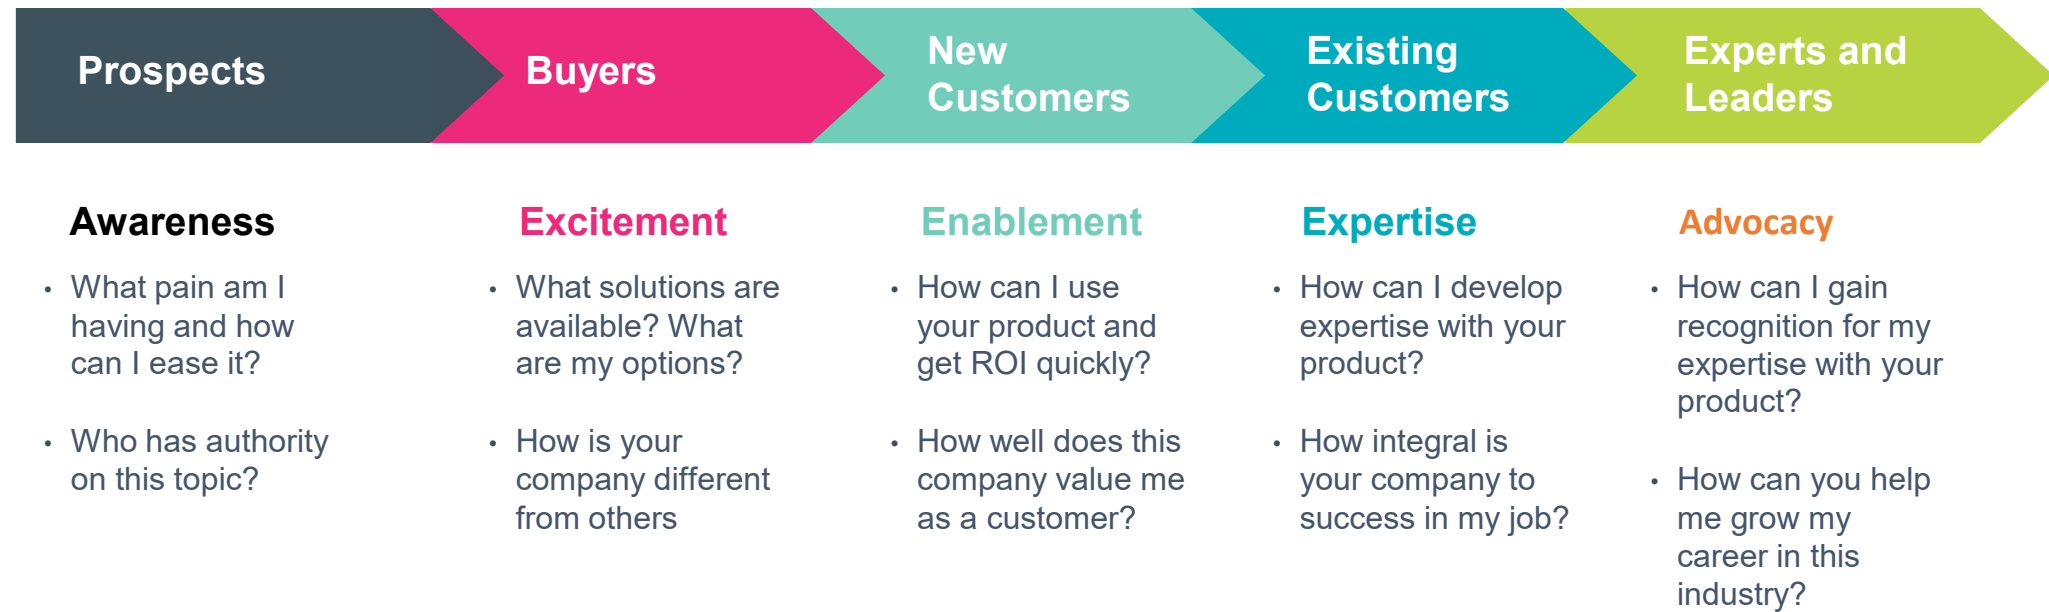 Prospects
Buyers
New
Customers
Existing
Customers
Experts and
Leaders
Awareness
• What pain am I
having and how
can I ease it?
• Who has authority
on this topic?
Excitement
• What solutions are
available? What
are my options?
• How is your
company different
from others
Enablement
• How can I use
your product and
get ROI quickly?
• How well does this
company value me
as a customer?
Expertise
• How can I develop
expertise with your
product?
• How integral is
your company to
success in my job?
Advocacy
• How can I gain
recognition for my
expertise with your
product?
• How can you help
me grow my
career in this
industry?